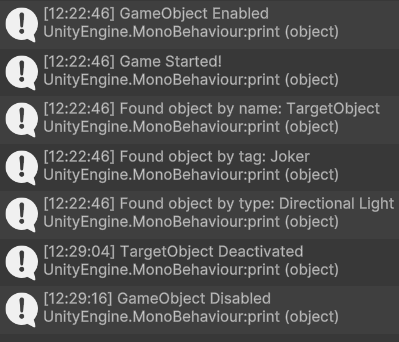 [12:22:46] GameObject Enabled
UnityEngine.MonoBehaviour:print (object)
[12:22:46] Game Started!
UnityEngine.MonoBehaviour:print (object)
[12:22:46] Found object by name: TargetObject
UnityEngine.MonoBehaviour:print (object)
[12:22:46] Found object by tag: Joker
UnityEngine.MonoBehaviour:print (object)
[12:22:46] Found object by type: Directional Light
UnityEngine.MonoBehaviour:print (object)
[12:29:04] TargetObject Deactivated
UnityEngine.MonoBehaviour:print (object)
[12:29:16] GameObject Disabled
UnityEngine.MonoBehaviour:print (object)